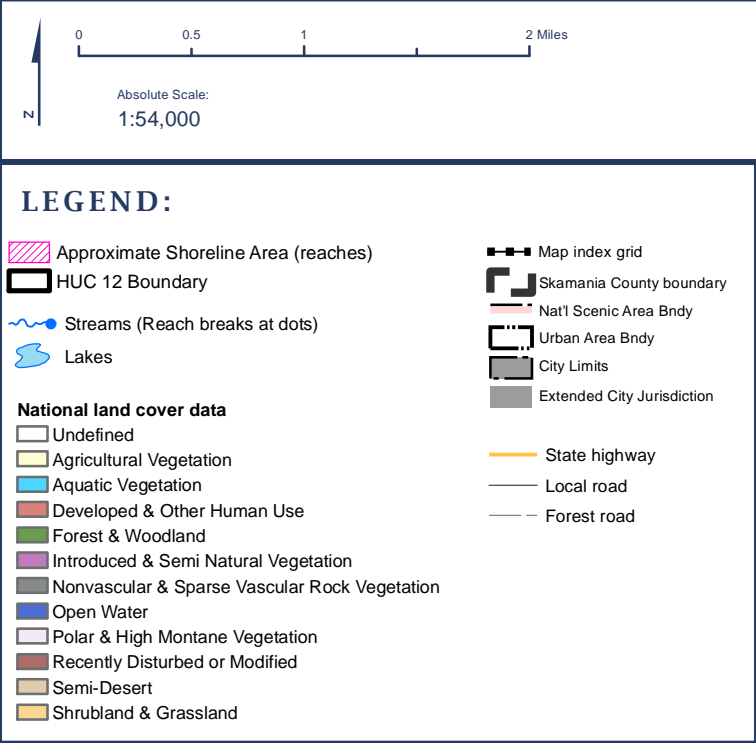 0 0.5 1 2 Miles
N
Absolute Scale:
1:54,000
LEGEND:
Approximate Shoreline Area (reaches)
HUC 12 Boundary
Streams (Reach breaks at dots)
Lakes
National land cover data
Undefined
Agricultural Vegetation
Aquatic Vegetation
Developed & Other Human Use
Forest & Woodland
Introduced & Semi Natural Vegetation
Nonvascular & Sparse Vascular Rock Vegetation
Open Water
Polar & High Montane Vegetation
Recently Disturbed or Modified
Semi-Desert
Shrubland & Grassland
Map index grid
Skamania County boundary
Nat'l Scenic Area Bndy
Urban Area Bndy
City Limits
Extended City Jurisdiction
State highway
Local road
Forest road